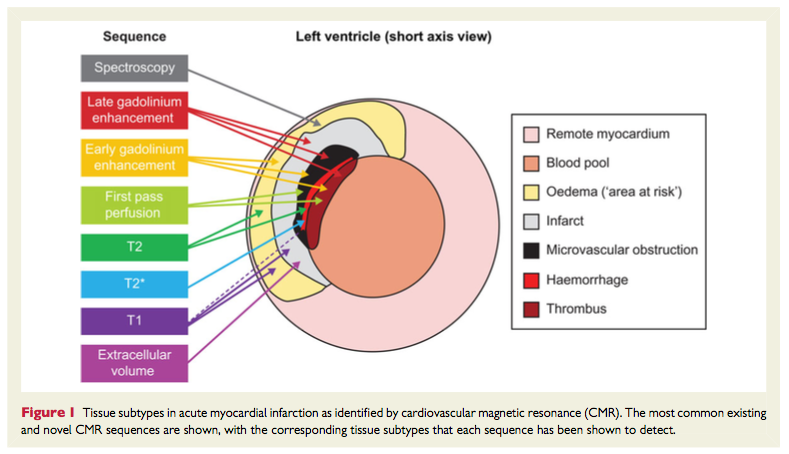 Sequence
Left ventricle (short axis view)
Spectroscopy
Late gadolinium
enhancement
Early gadolinium
enhancement
First pass
perfusion
T2
T2*
T1
Extracellular
volume
Remote myocardium
Blood pool
Oedema (‘area at risk’)
Infarct
Microvascular obstruction
Haemorrhage
Thrombus
Figure 1 Tissue subtypes in acute myocardial infarction as identified by cardiovascular magnetic resonance (CMR). The most common existing
and novel CMR sequences are shown, with the corresponding tissue subtypes that each sequence has been shown to detect.